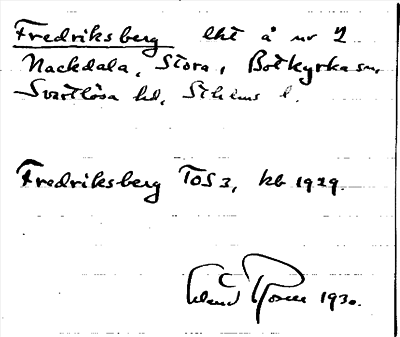 Fredriksberg lht å nr 2
Nackdala, Stora, Botkyrka sn,
Svartlösa hd, Sthlms l.
Fredriksberg TOS 3, kb 1929.
1930.